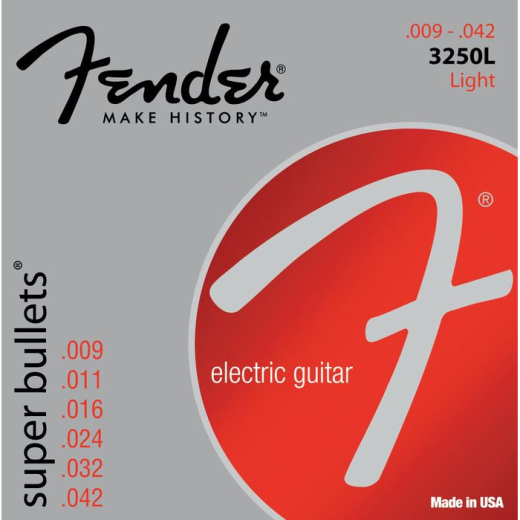 Fender®
MAKE HISTORY™
.009 - .042
3250L
Light
super bullets®
.009
.011
.016
.024
.032
.042
electric guitar
F®
Made in USA